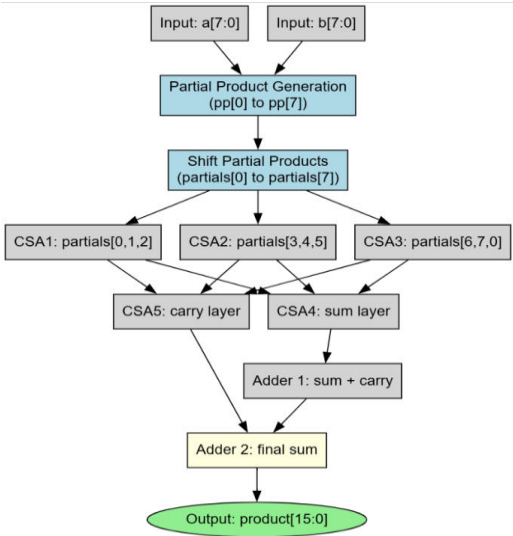 Input: a[7:0]
Input: b[7:0]
Partial Product Generation
(pp[0] to pp[7])
Shift Partial Products
(partials[0] to partials[7])
CSA1: partials[0,1,2]
CSA2: partials[3,4,5]
CSA3: partials[6,7,0]
CSA5: carry layer
CSA4: sum layer
Adder 1: sum + carry
Adder 2: final sum
Output: product[15:0]